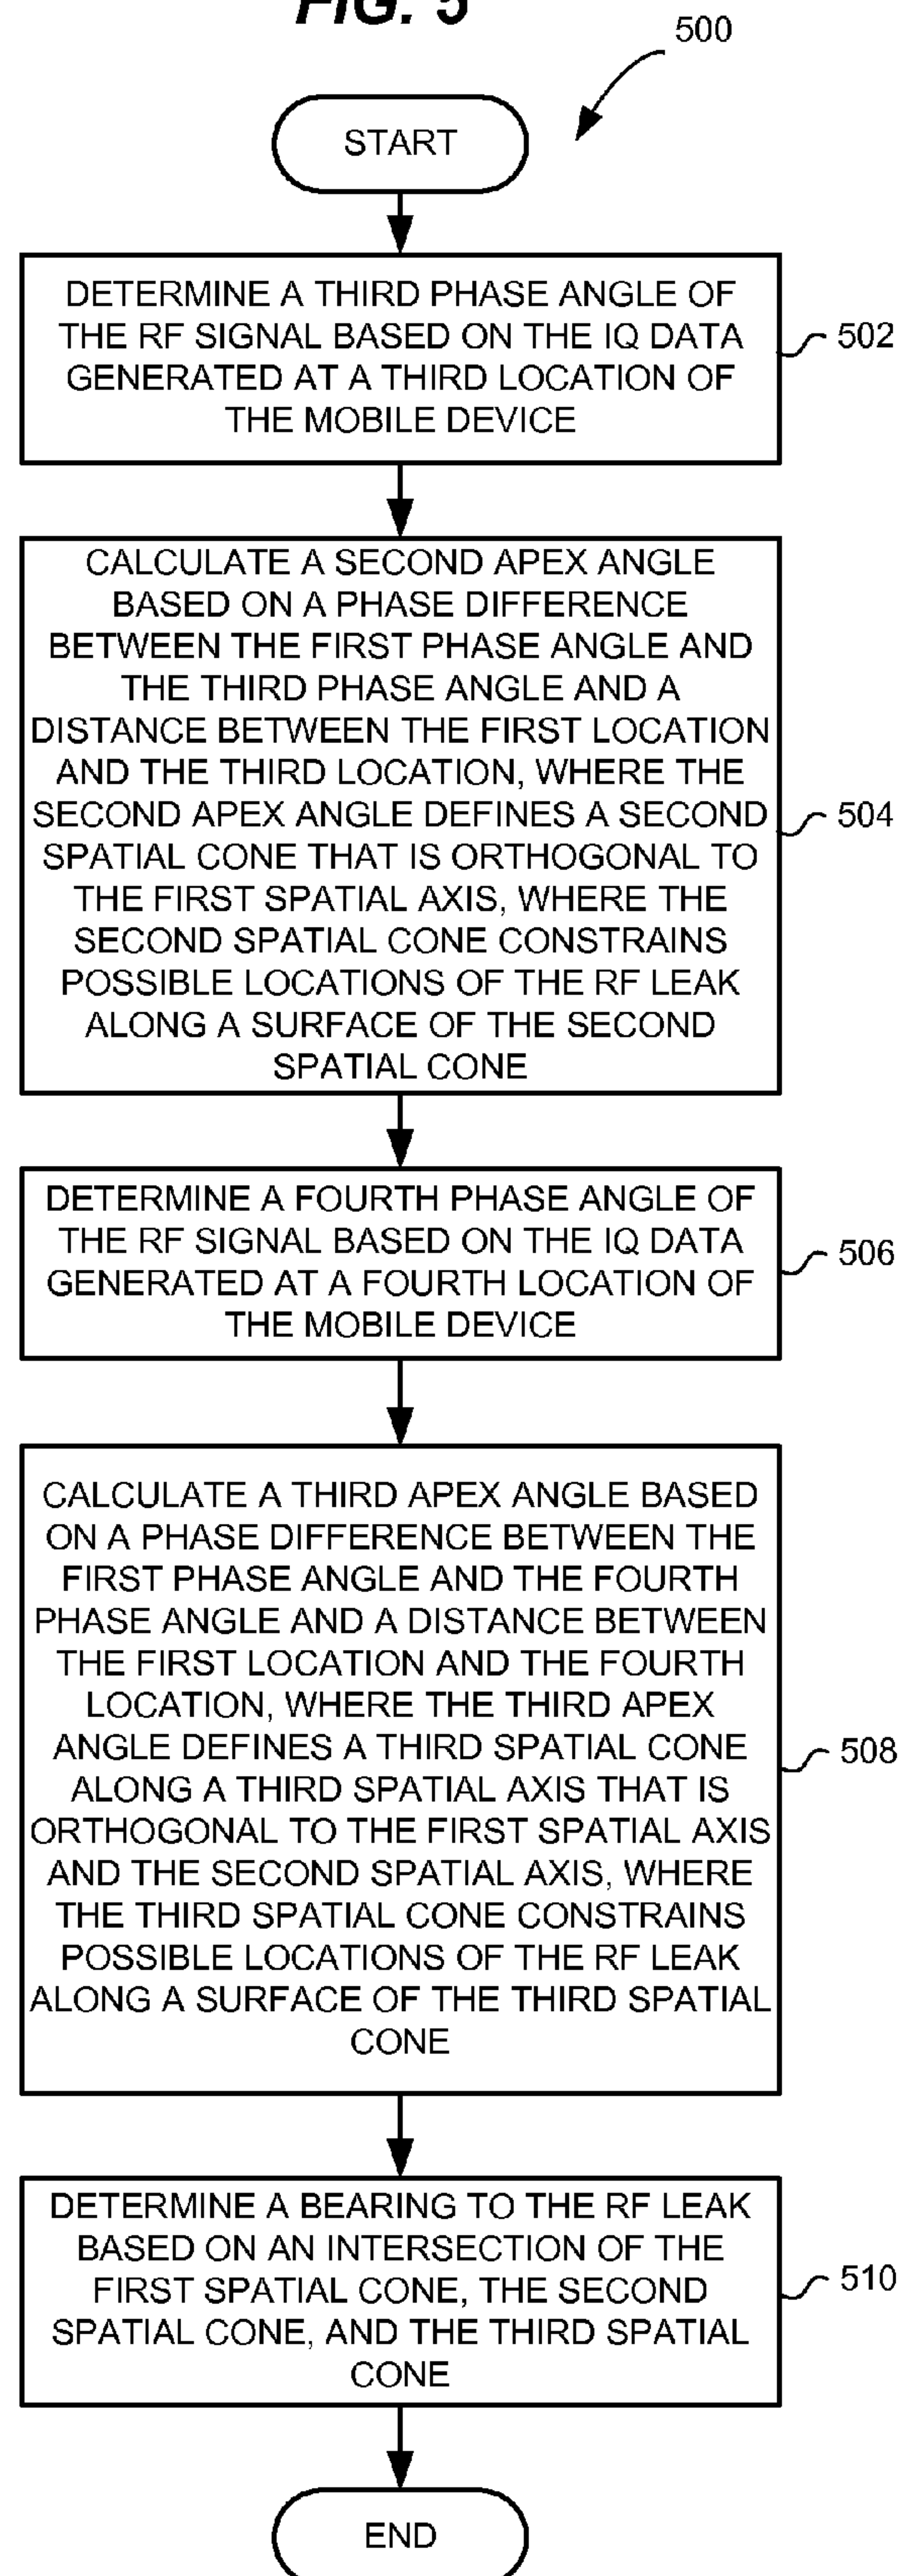 FIG. 5
500
START
DETERMINE A THIRD PHASE ANGLE OF
THE RF SIGNAL BASED ON THE IQ DATA
GENERATED AT A THIRD LOCATION OF
THE MOBILE DEVICE
502
CALCULATE A SECOND APEX ANGLE
BASED ON A PHASE DIFFERENCE
BETWEEN THE FIRST PHASE ANGLE AND
THE THIRD PHASE ANGLE AND A
DISTANCE BETWEEN THE FIRST LOCATION
AND THE THIRD LOCATION, WHERE THE
SECOND APEX ANGLE DEFINES A SECOND
SPATIAL CONE THAT IS ORTHOGONAL TO
THE FIRST SPATIAL AXIS, WHERE THE
SECOND SPATIAL CONE CONSTRAINS
POSSIBLE LOCATIONS OF THE RF LEAK
ALONG A SURFACE OF THE SECOND
SPATIAL CONE
504
DETERMINE A FOURTH PHASE ANGLE OF
THE RF SIGNAL BASED ON THE IQ DATA
GENERATED AT A FOURTH LOCATION OF
THE MOBILE DEVICE
506
CALCULATE A THIRD APEX ANGLE BASED
ON A PHASE DIFFERENCE BETWEEN THE
FIRST PHASE ANGLE AND THE FOURTH
PHASE ANGLE AND A DISTANCE BETWEEN
THE FIRST LOCATION AND THE FOURTH
LOCATION, WHERE THE THIRD APEX
ANGLE DEFINES A THIRD SPATIAL CONE
ALONG A THIRD SPATIAL AXIS THAT IS
ORTHOGONAL TO THE FIRST SPATIAL AXIS
AND THE SECOND SPATIAL AXIS, WHERE
THE THIRD SPATIAL CONE CONSTRAINS
POSSIBLE LOCATIONS OF THE RF LEAK
ALONG A SURFACE OF THE THIRD SPATIAL
CONE
508
DETERMINE A BEARING TO THE RF LEAK
BASED ON AN INTERSECTION OF THE
FIRST SPATIAL CONE, THE SECOND
SPATIAL CONE, AND THE THIRD SPATIAL
CONE
510
END